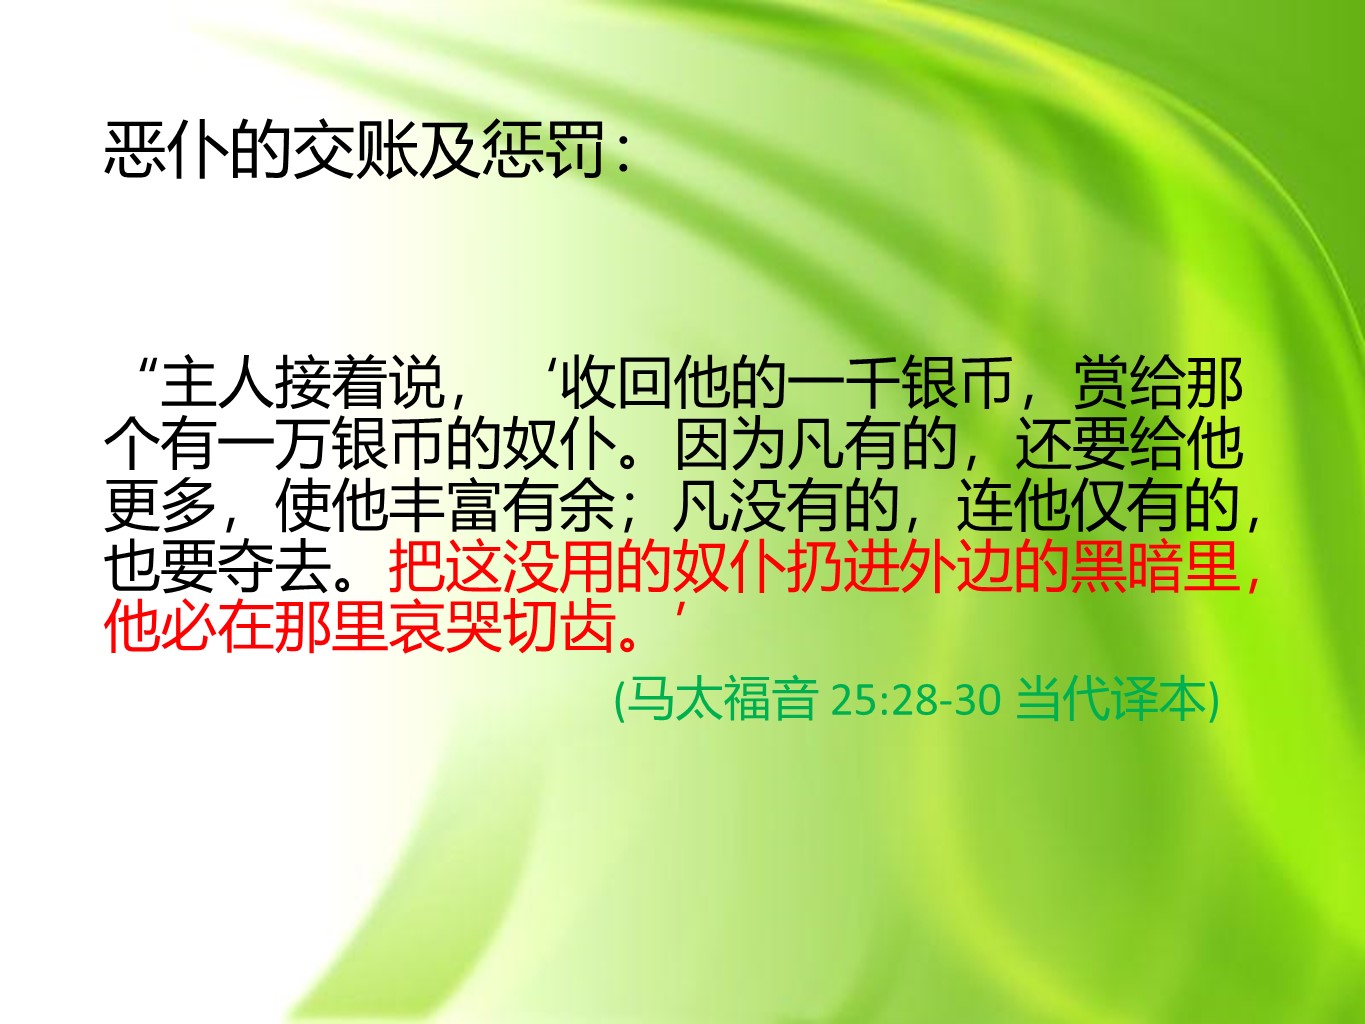 恶仆的交账及惩罚：
“主人接着说，‘收回他的一千银币，赏给那
个有一万银币的奴仆。因为凡有的，还要给他
更多，使他丰富有余；凡没有的，连他仅有的，
也要夺去。把这没用的奴仆扔进外边的黑暗里，
他必在那里哀哭切齿。’
(马太福音 25:28-30 当代译本)